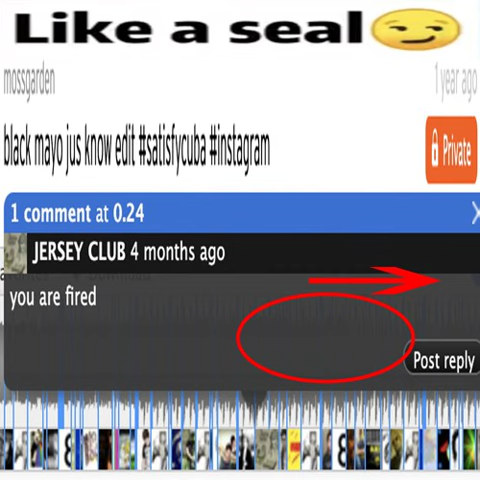 Like a seal😏
mossgarden
1 year ago
black mayo jus know edit #satisfycuba #instagram
Private
1 comment at 0.24
JERSEY CLUB 4 months ago
you are fired
Post reply